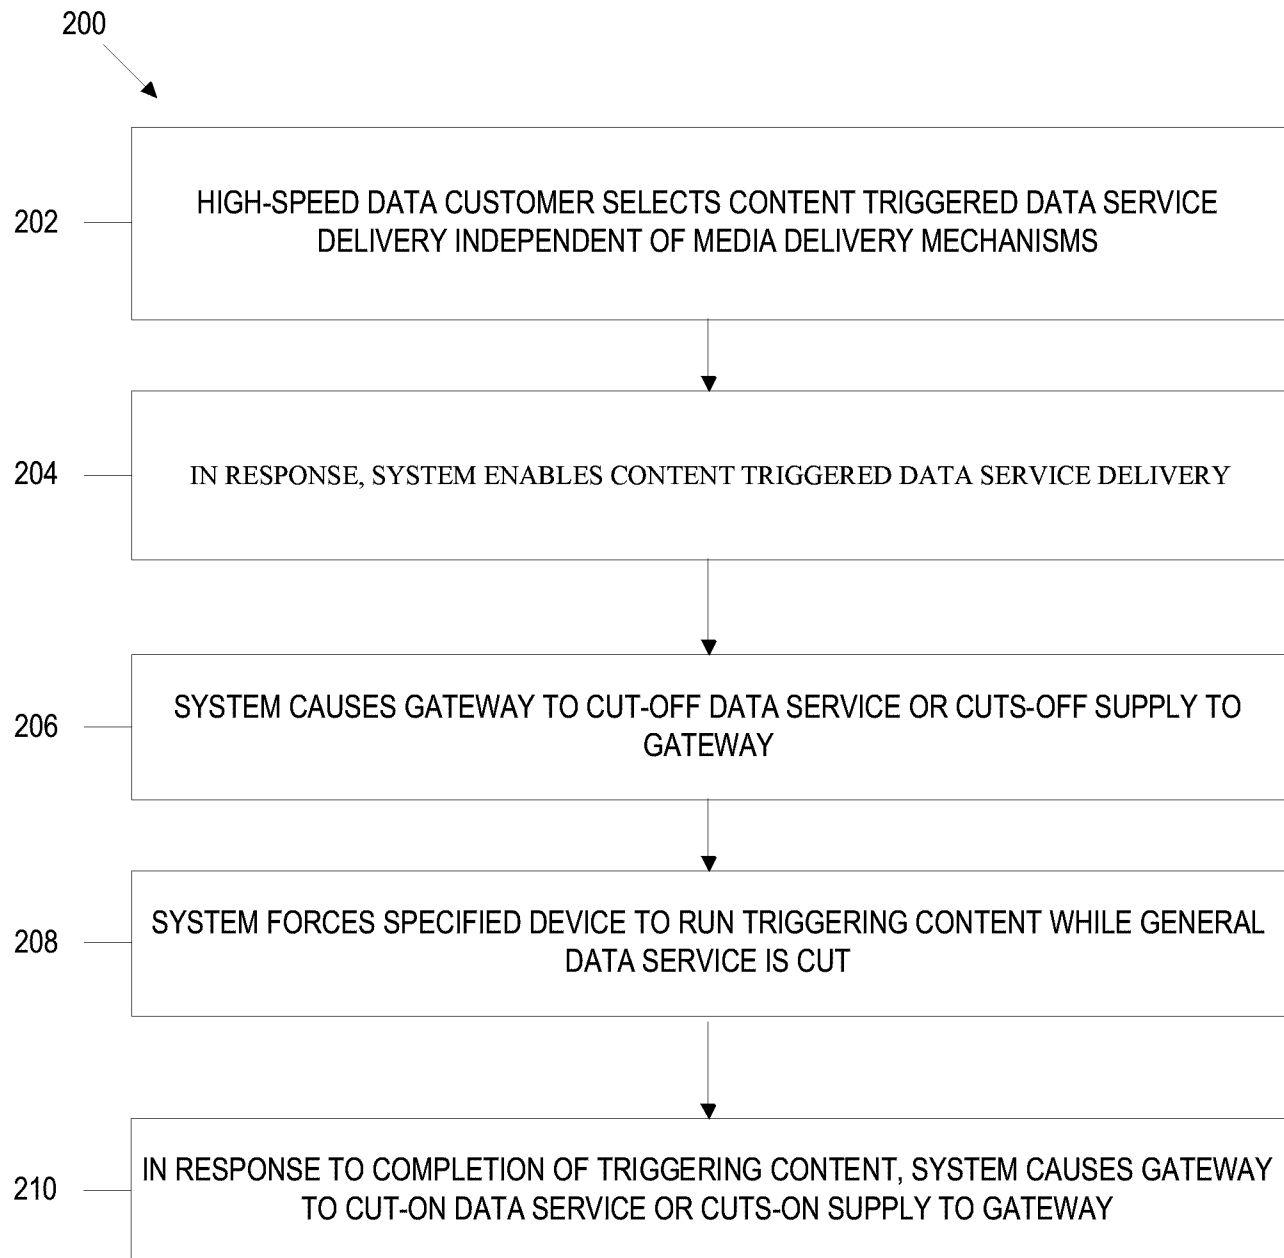 200
202
HIGH-SPEED DATA CUSTOMER SELECTS CONTENT TRIGGERED DATA SERVICE
DELIVERY INDEPENDENT OF MEDIA DELIVERY MECHANISMS
204
IN RESPONSE, SYSTEM ENABLES CONTENT TRIGGERED DATA SERVICE DELIVERY
206
SYSTEM CAUSES GATEWAY TO CUT-OFF DATA SERVICE OR CUTS-OFF SUPPLY TO
GATEWAY
208
SYSTEM FORCES SPECIFIED DEVICE TO RUN TRIGGERING CONTENT WHILE GENERAL
DATA SERVICE IS CUT
210
IN RESPONSE TO COMPLETION OF TRIGGERING CONTENT, SYSTEM CAUSES GATEWAY
TO CUT-ON DATA SERVICE OR CUTS-ON SUPPLY TO GATEWAY